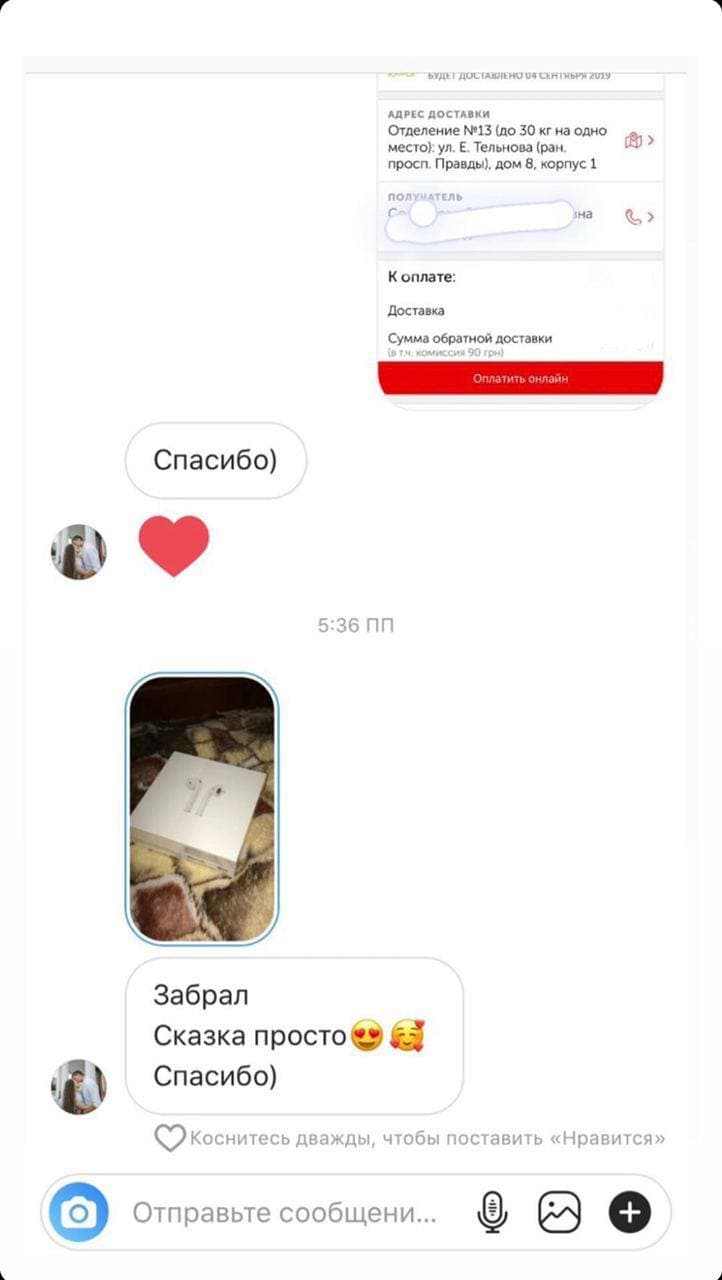 БУДЕТ ДОСТАВЛЕНО 04 СЕНТЯБРЯ 2019
АДРЕС ДОСТАВКИ
Отделение №13 (до 30 кг на одно
место): ул. Е. Тельнова (ран.
просп. Правды), дом 8, корпус 1
ПОЛУЧАТЕЛЬ
К оплате:
Доставка
Сумма обратной доставки
(в т.ч. комиссия 90 грн)
Оплатить онлайн
Спасибо)
5:36 ПП
Забрал
Сказка просто😍🥰
Спасибо)
Коснитесь дважды, чтобы поставить «Нравится»
Отправьте сообщени...